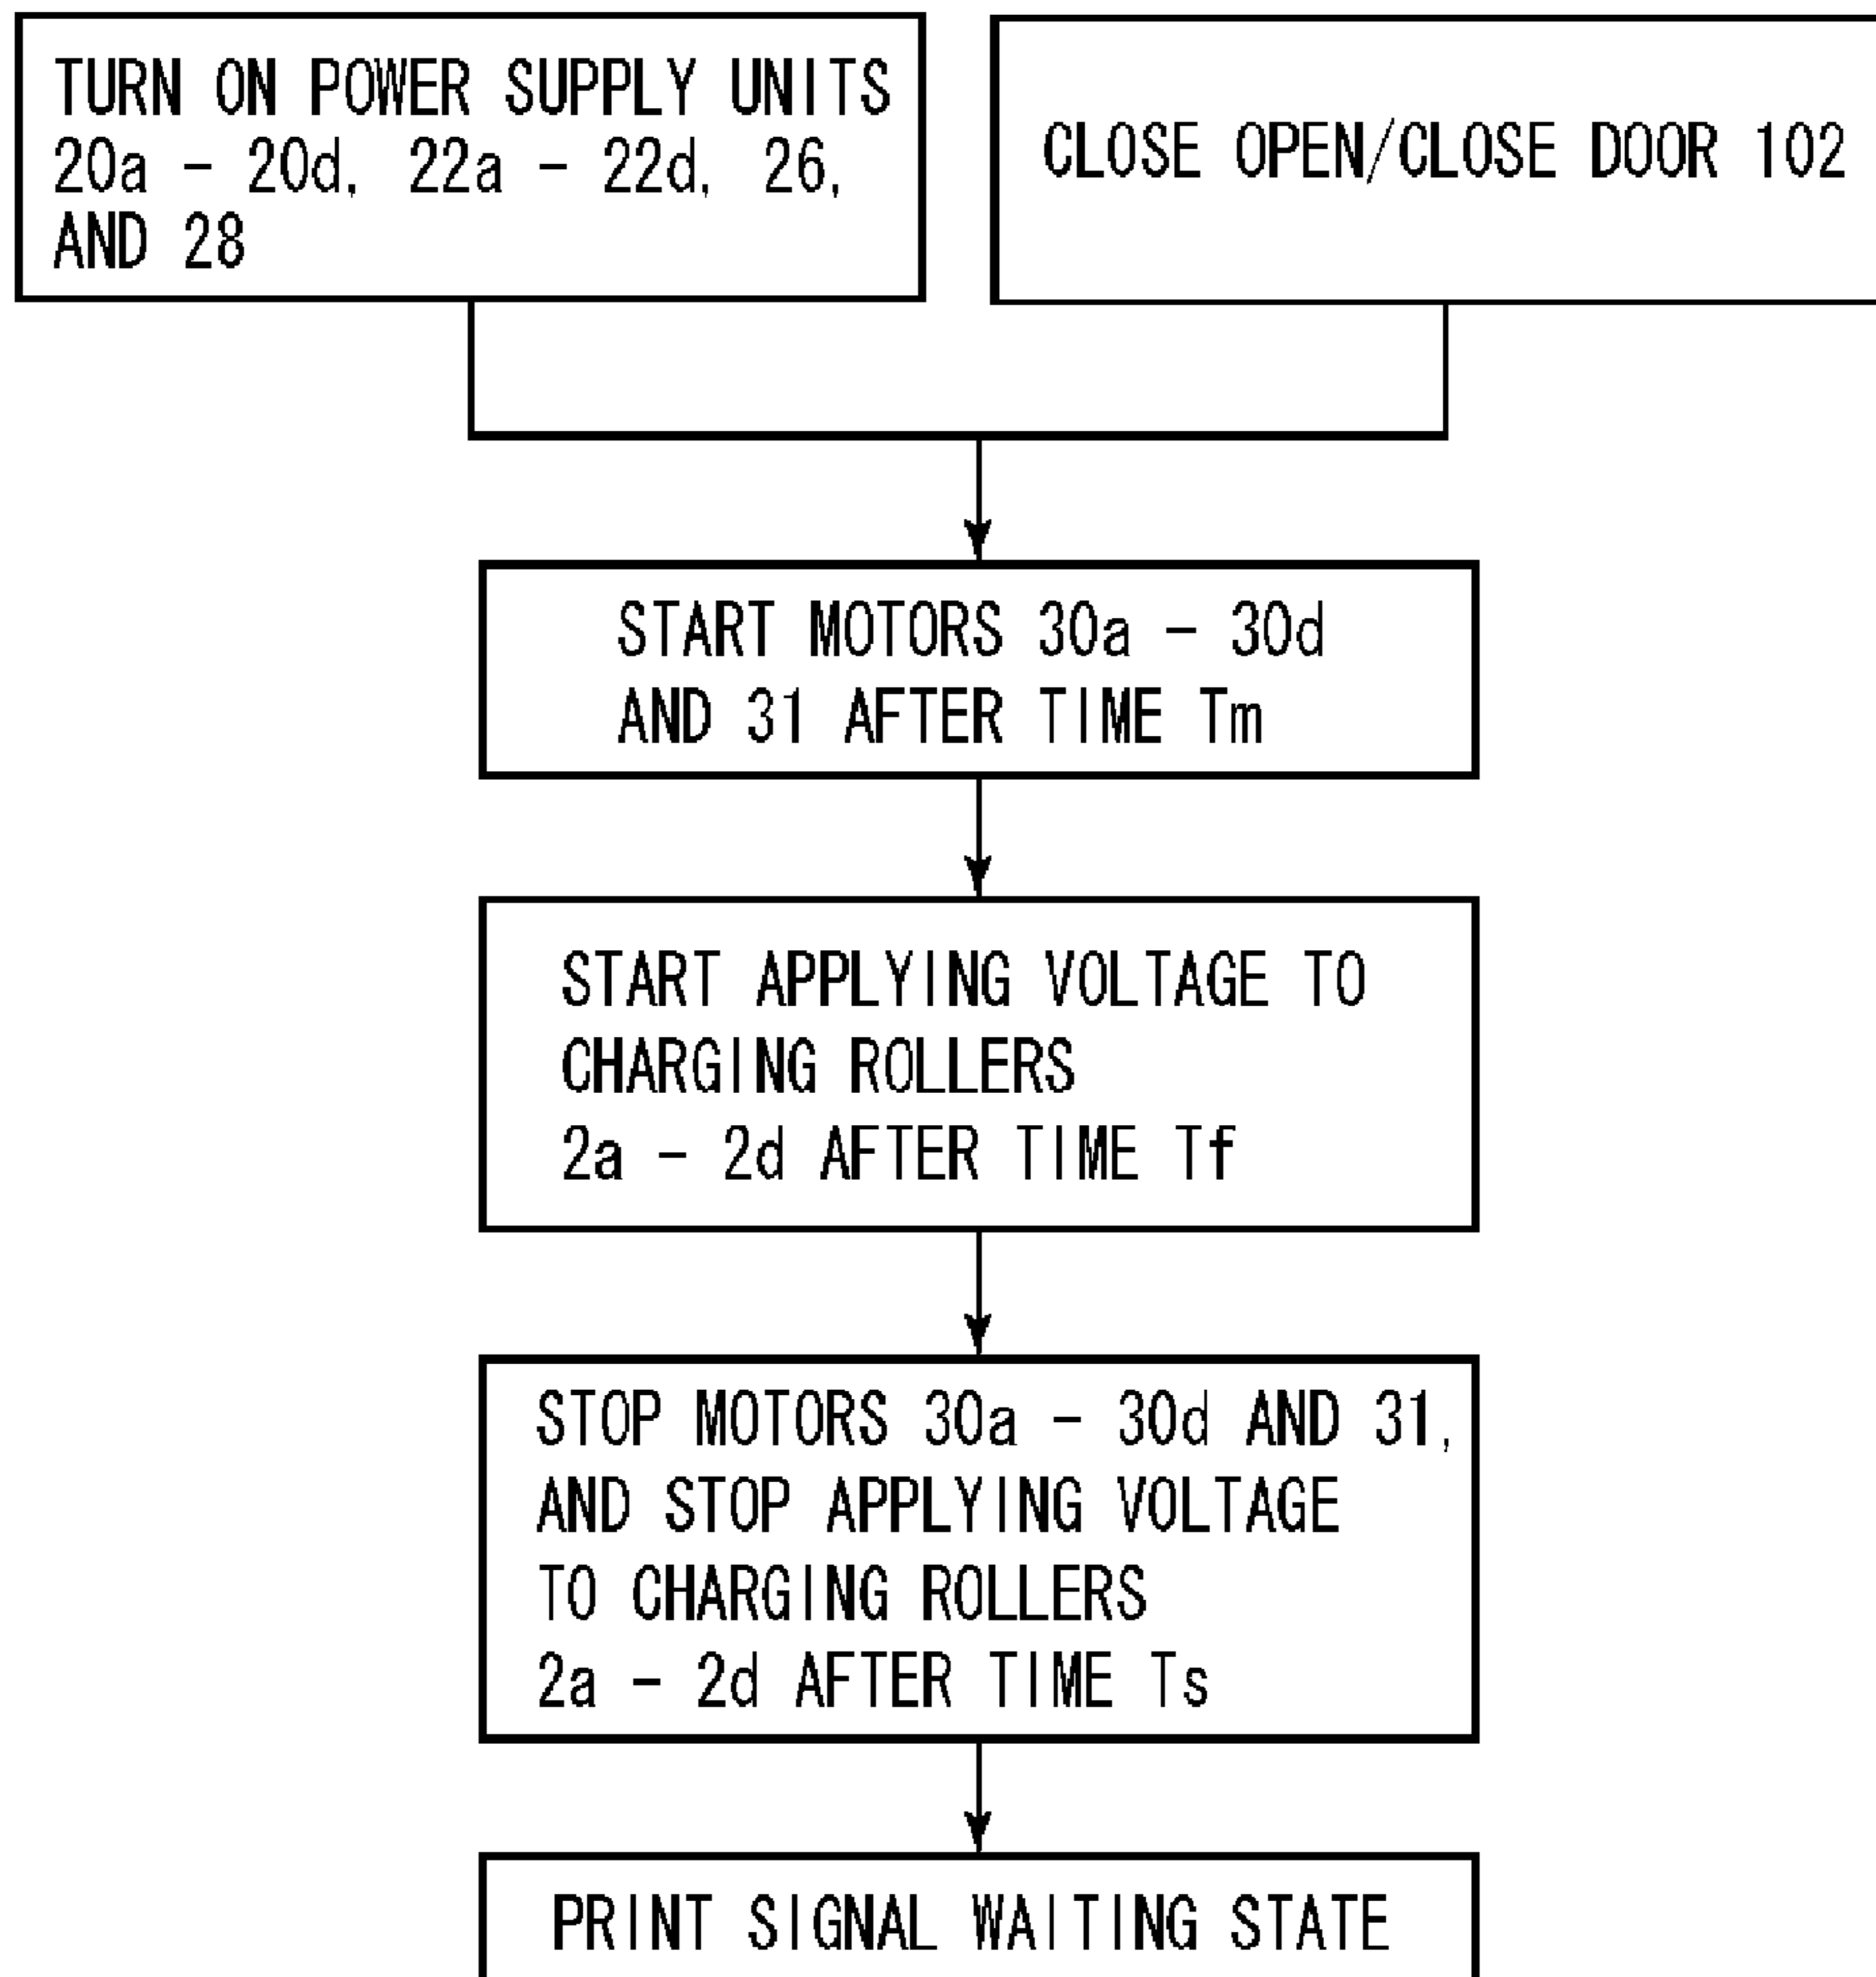 TURN ON POWER SUPPLY UNITS
20a - 20d, 22a - 22d, 26,
AND 28
CLOSE OPEN/CLOSE DOOR 102
START MOTORS 30a - 30d
AND 31 AFTER TIME Tm
START APPLYING VOLTAGE TO
CHARGING ROLLERS
2a - 2d AFTER TIME Tf
STOP MOTORS 30a - 30d AND 31,
AND STOP APPLYING VOLTAGE
TO CHARGING ROLLERS
2a - 2d AFTER TIME Ts
PRINT SIGNAL WAITING STATE